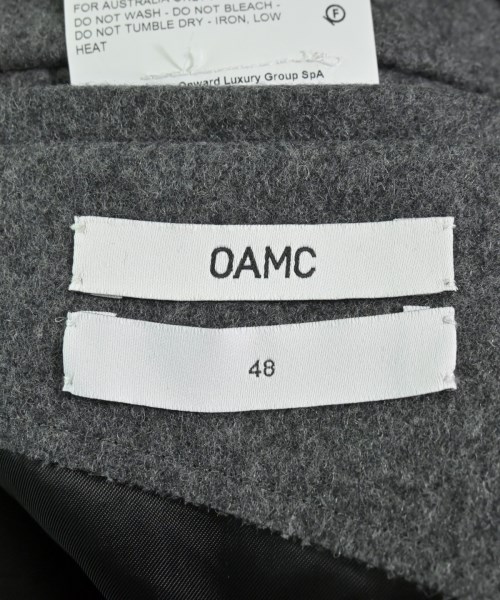 FOR AUSTRALIA
DO NOT WASH - DO NOT BLEACH -
DO NOT TUMBLE DRY - IRON, LOW
HEAT
F
Onward Luxury Group SpA
OAMC
48